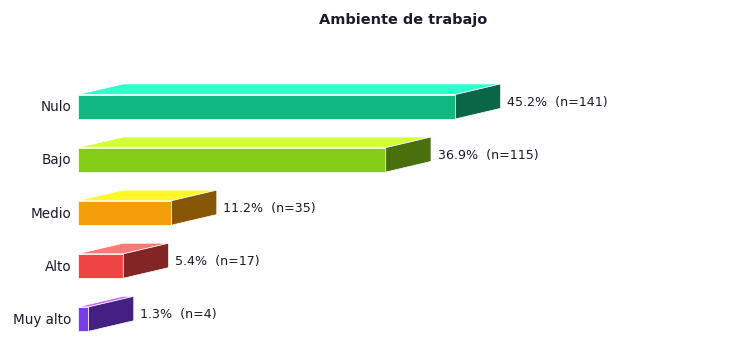 Ambiente de trabajo
Nulo 45.2% (n=141)
Bajo 36.9% (n=115)
Medio 11.2% (n=35)
Alto 5.4% (n=17)
Muy alto 1.3% (n=4)